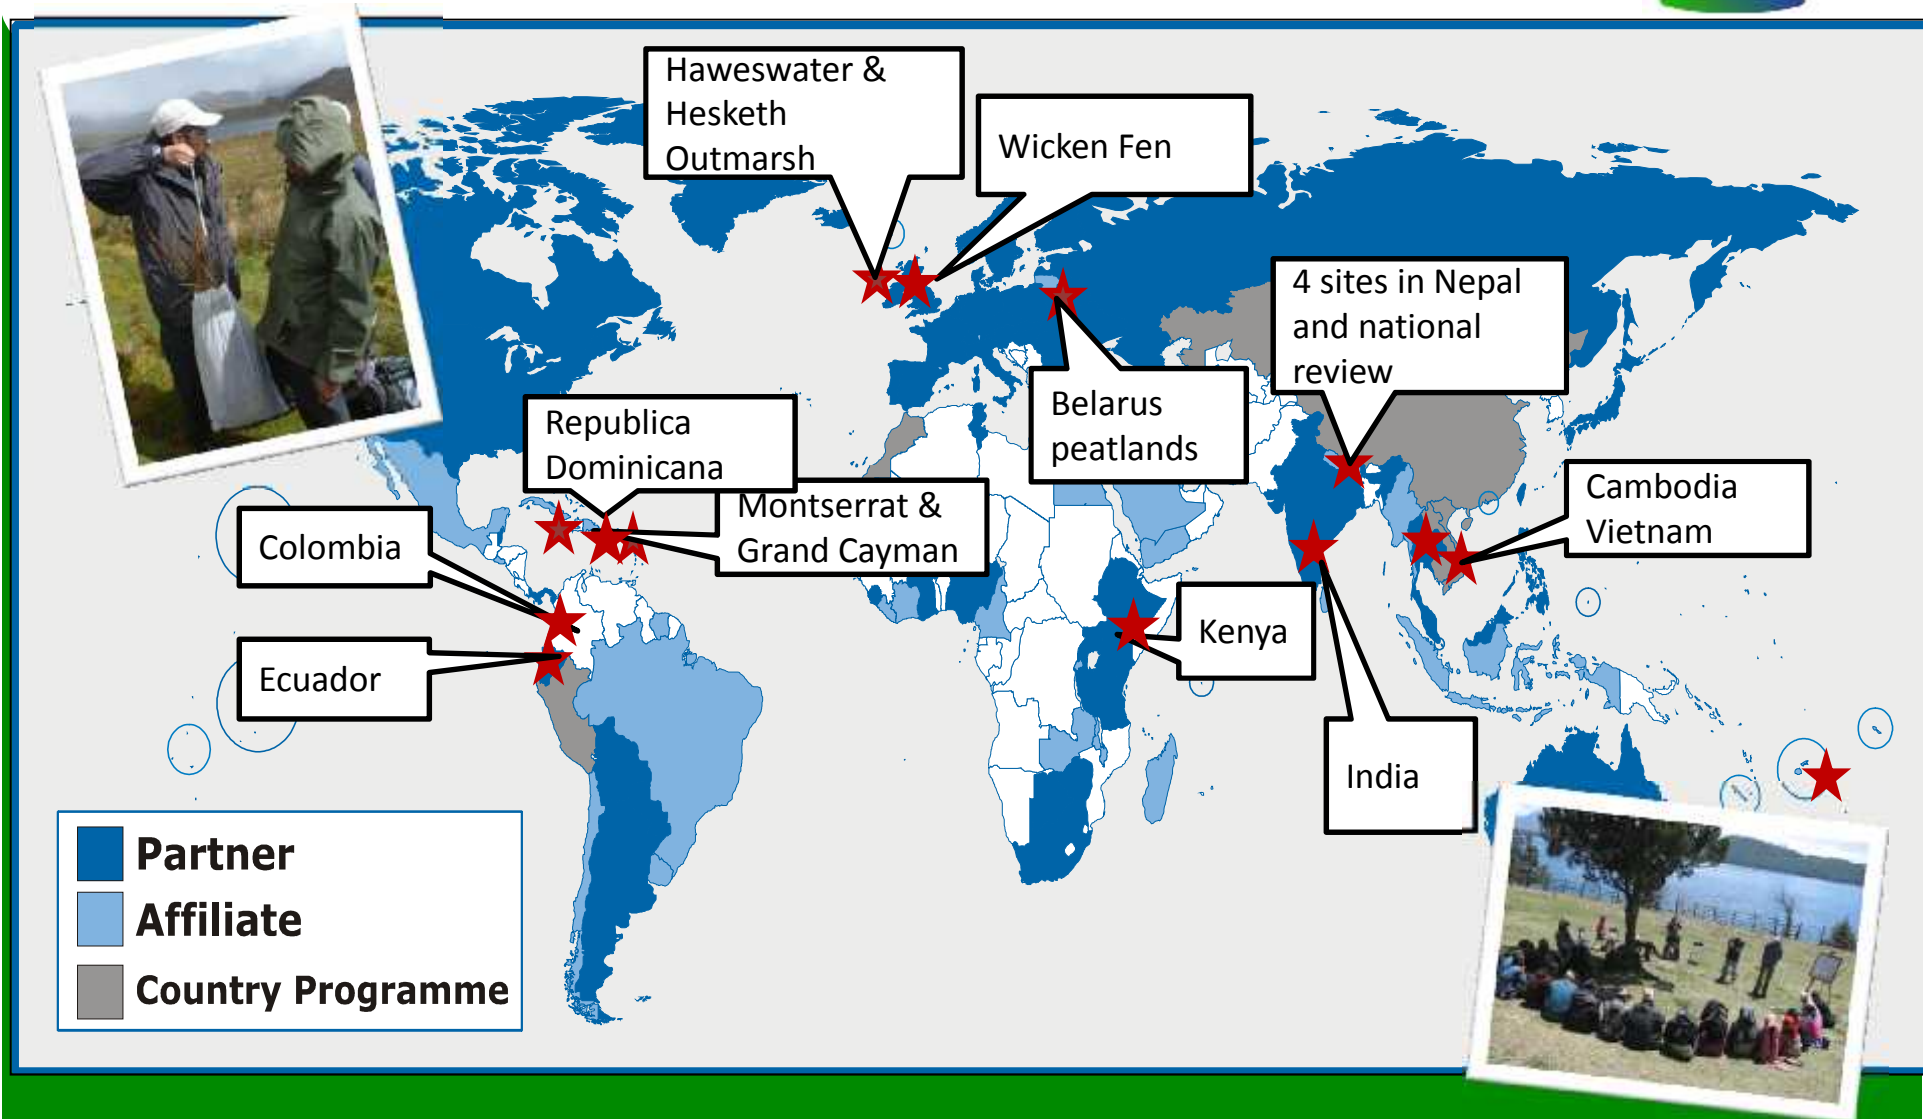 Haweswater &
Hesketh
Outmarsh
Wicken Fen
4 sites in Nepal
and national
review
Belarus
peatlands
Republica
Dominicana
Montserrat &
Grand Cayman
Cambodia
Vietnam
Colombia
Kenya
Ecuador
India
Partner
Affiliate
Country Programme